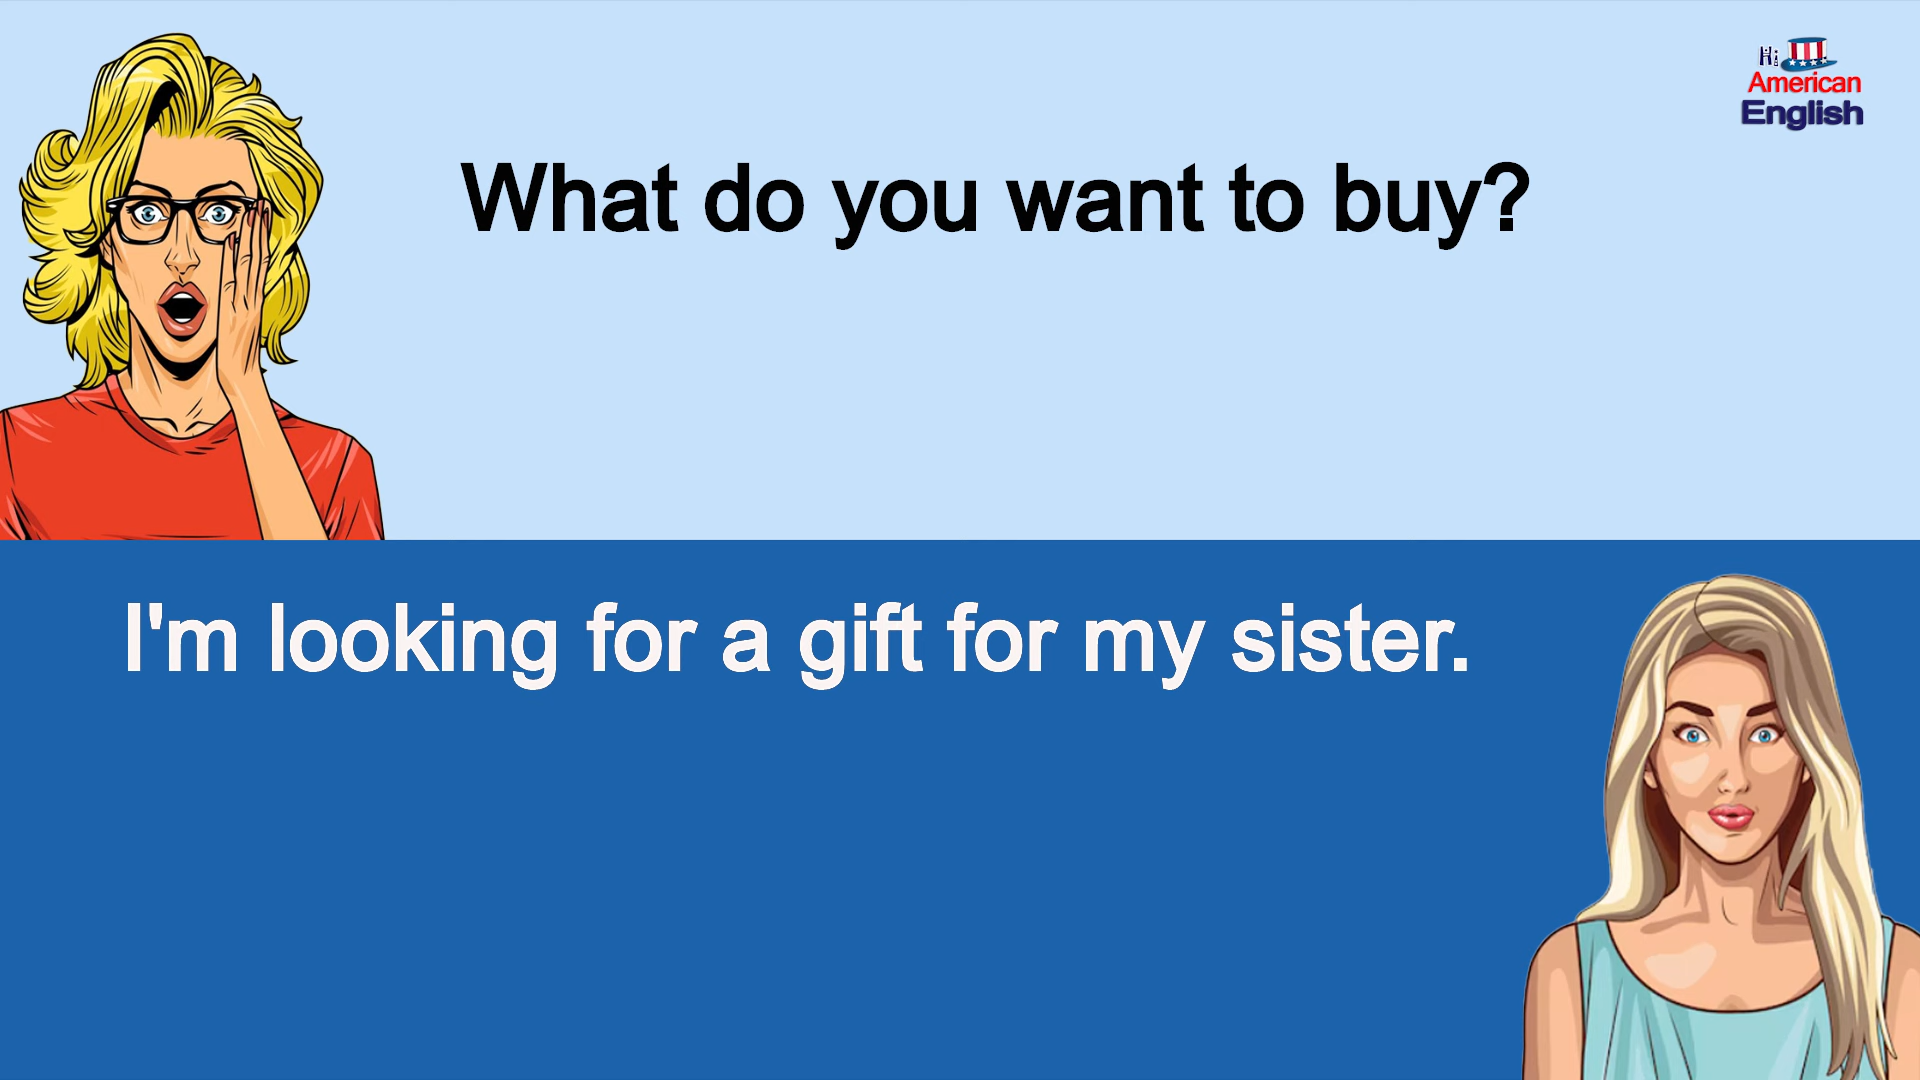 Hi
American
English
What do you want to buy?
I'm looking for a gift for my sister.